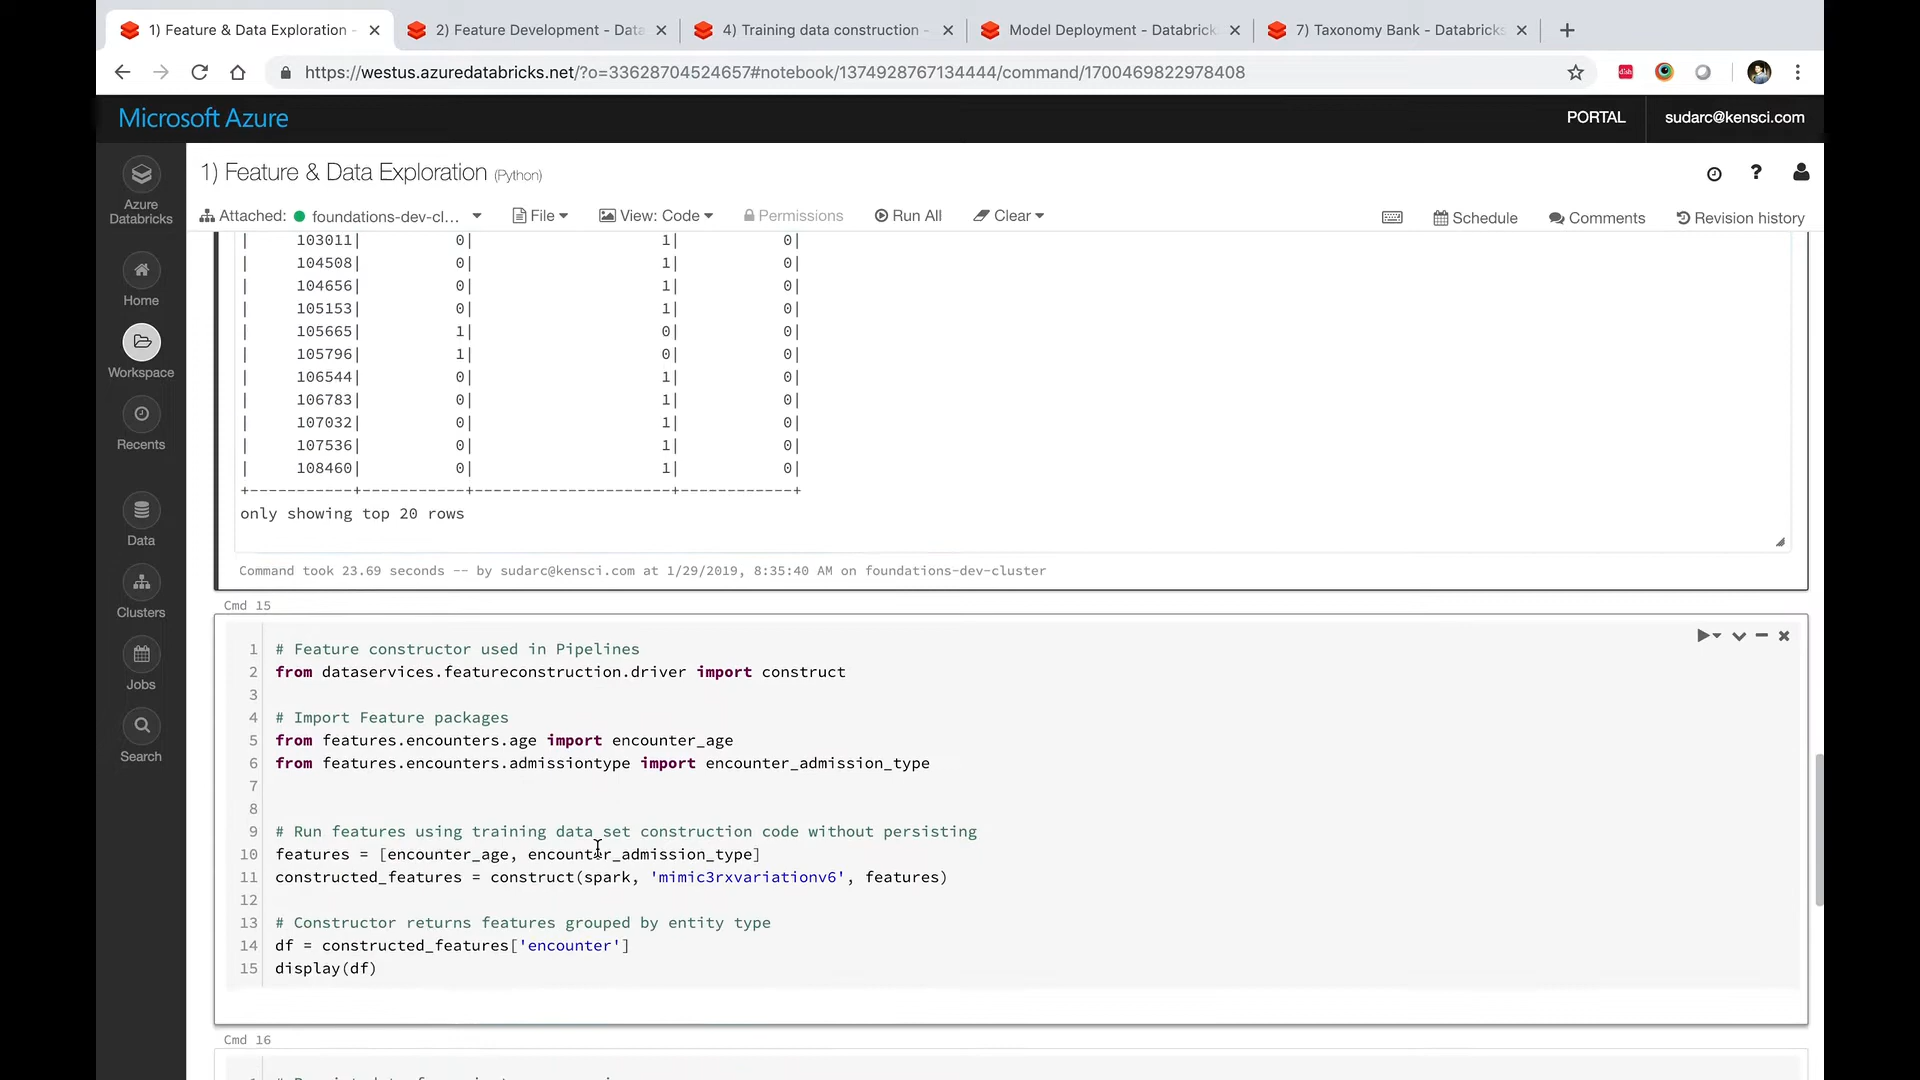 1) Feature & Data Exploration -
2) Feature Development - Data
4) Training data construction -
Model Deployment - Databrick
7) Taxonomy Bank - Databricks
https://westus.azuredatabricks.net/?o=33628704524657#notebook/1374928767134444/command/1700469822978408
Microsoft Azure
PORTAL
sudarc@kensci.com
Azure Databricks
Home
Workspace
Recents
Data
Clusters
Jobs
Search
1) Feature & Data Exploration (Python)
Attached: foundations-dev-cl... File View: Code Permissions Run All Clear Schedule Comments Revision history
| 103011| 0| 1| 0|
| 104508| 0| 1| 0|
| 104656| 0| 1| 0|
| 105153| 0| 1| 0|
| 105665| 1| 0| 0|
| 105796| 1| 0| 0|
| 106544| 0| 1| 0|
| 106783| 0| 1| 0|
| 107032| 0| 1| 0|
| 107536| 0| 1| 0|
| 108460| 0| 1| 0|
+-----------+-----------+---------------------+------------+
only showing top 20 rows
Command took 23.69 seconds -- by sudarc@kensci.com at 1/29/2019, 8:35:40 AM on foundations-dev-cluster
Cmd 15
1 # Feature constructor used in Pipelines
2 from dataservices.featureconstruction.driver import construct
3
4 # Import Feature packages
5 from features.encounters.age import encounter_age
6 from features.encounters.admissiontype import encounter_admission_type
7
8
9 # Run features using training data set construction code without persisting
10 features = [encounter_age, encounter_admission_type]
11 constructed_features = construct(spark, 'mimic3rxvariationv6', features)
12
13 # Constructor returns features grouped by entity type
14 df = constructed_features['encounter']
15 display(df)
Cmd 16